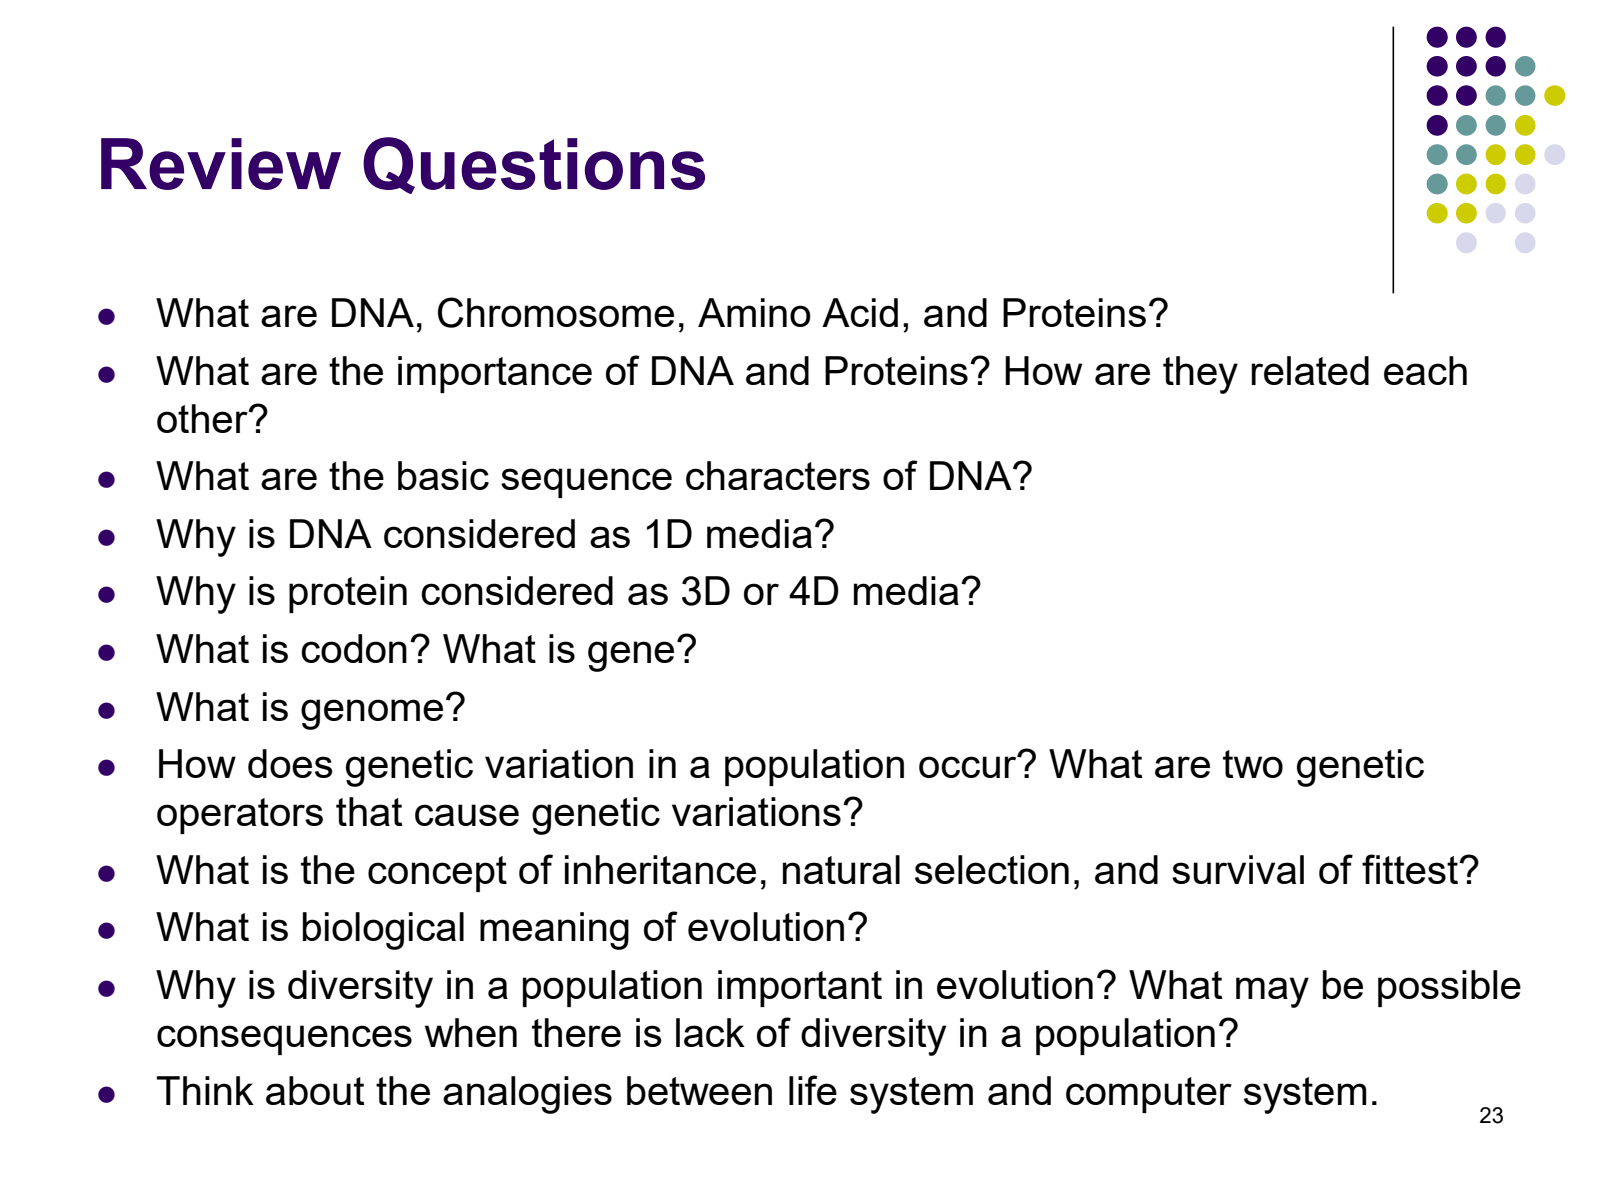 Review Questions
What are DNA, Chromosome, Amino Acid, and Proteins?
What are the importance of DNA and Proteins? How are they related each
other?
What are the basic sequence characters of DNA?
Why is DNA considered as 1D media?
Why is protein considered as 3D or 4D media?
What is codon? What is gene?
What is genome?
How does genetic variation in a population occur? What are two genetic
operators that cause genetic variations?
What is the concept of inheritance, natural selection, and survival of fittest?
What is biological meaning of evolution?
Why is diversity in a population important in evolution? What may be possible
consequences when there is lack of diversity in a population?
Think about the analogies between life system and computer system.
23